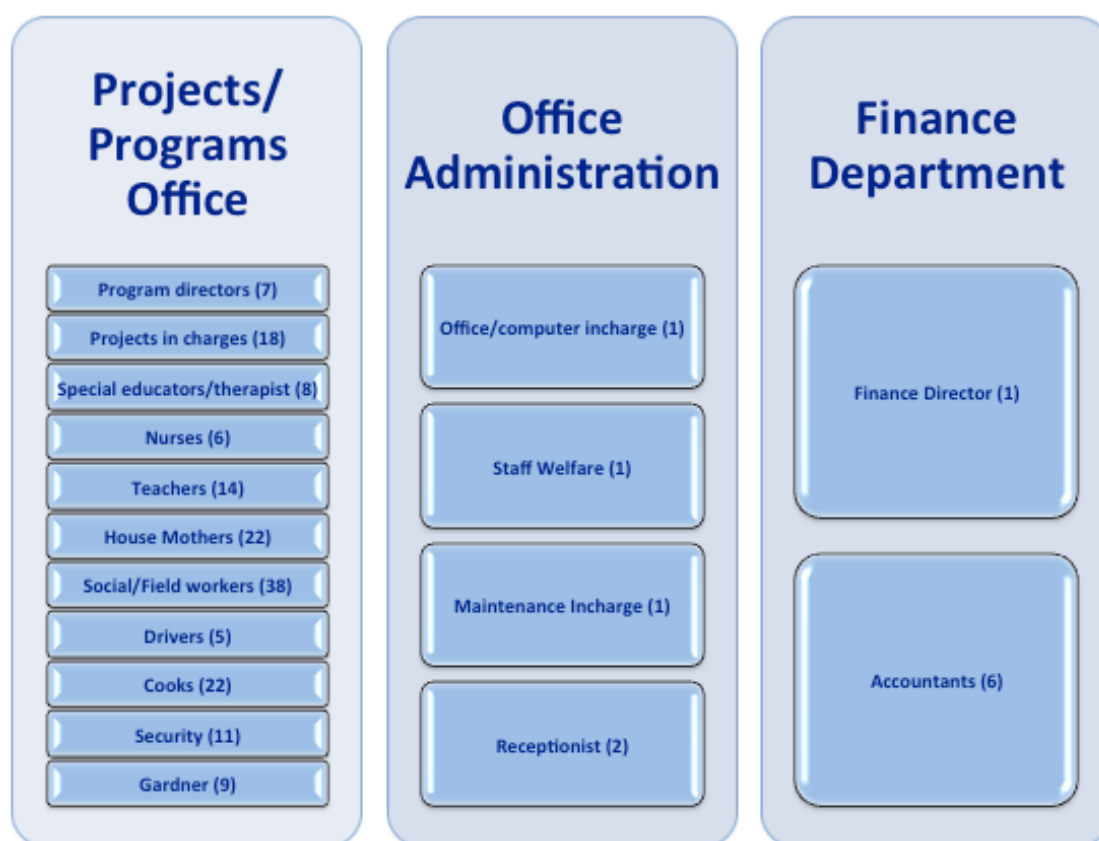 Projects/
Programs
Office
Program directors (7)
Projects in charges (18)
Special educators/therapist (8)
Nurses (6)
Teachers (14)
House Mothers (22)
Social/Field workers (38)
Drivers (5)
Cooks (22)
Security (11)
Gardner (9)
Office
Administration
Office/computer incharge (1)
Staff Welfare (1)
Maintenance Incharge (1)
Receptionist (2)
Finance
Department
Finance Director (1)
Accountants (6)